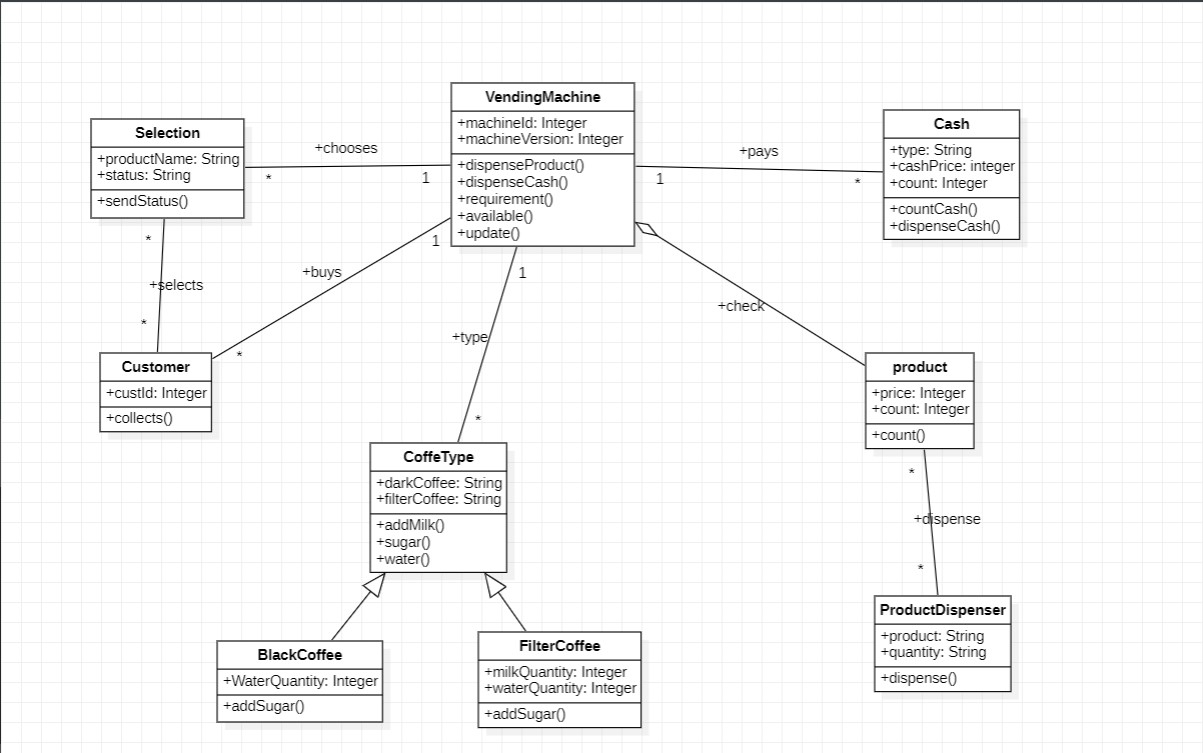 VendingMachine
+machineId: Integer
+machineVersion: Integer
+dispenseProduct()
+dispenseCash()
+requirement()
+available()
+update()
Selection
+productName: String
+status: String
+sendStatus()
+chooses
*
1
Cash
+type: String
+cashPrice: integer
+count: Integer
+countCash()
+dispenseCash()
+pays
1
*
*
+selects
*
1
+buys
*
1
+type
*
+check
Customer
+custId: Integer
+collects()
product
+price: Integer
+count: Integer
+count()
CoffeType
+darkCoffee: String
+filterCoffee: String
+addMilk()
+sugar()
+water()
*
+dispense
*
BlackCoffee
+WaterQuantity: Integer
+addSugar()
FilterCoffee
+milkQuantity: Integer
+waterQuantity: Integer
+addSugar()
ProductDispenser
+product: String
+quantity: String
+dispense()